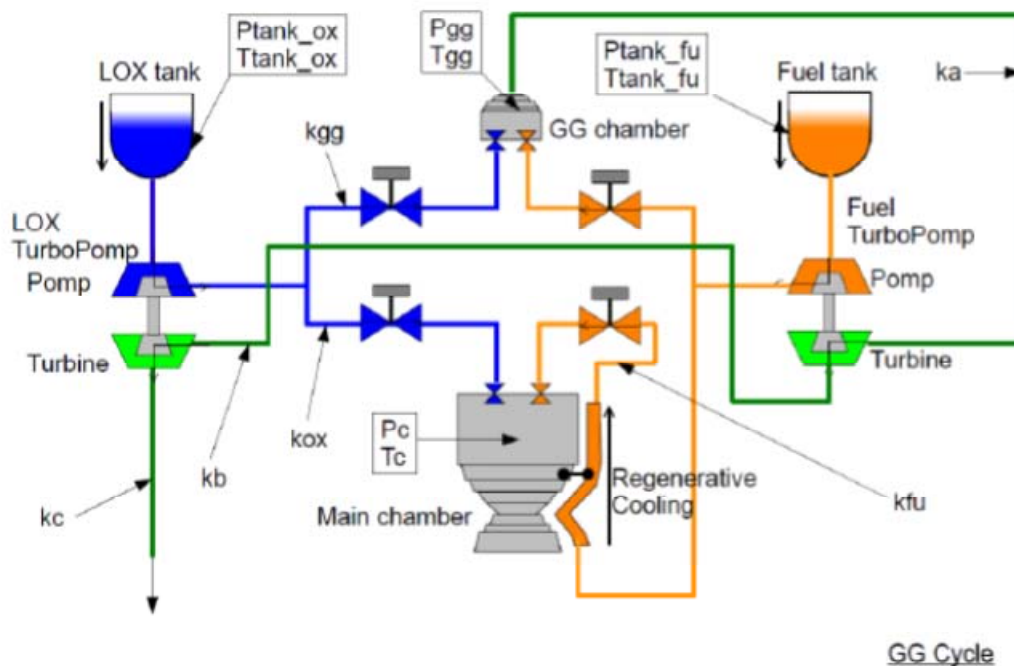 Ptank_ox
Ttank_ox
LOX tank
Pgg
Tgg
Ptank_fu
Ttank_fu
Fuel tank
ka
GG chamber
kgg
LOX
TurboPomp
Pomp
Fuel
TurboPomp
Pomp
Turbine
Turbine
Pc
Tc
kox
kb
kc
Main chamber
Regenerative
Cooling
kfu
GG Cycle